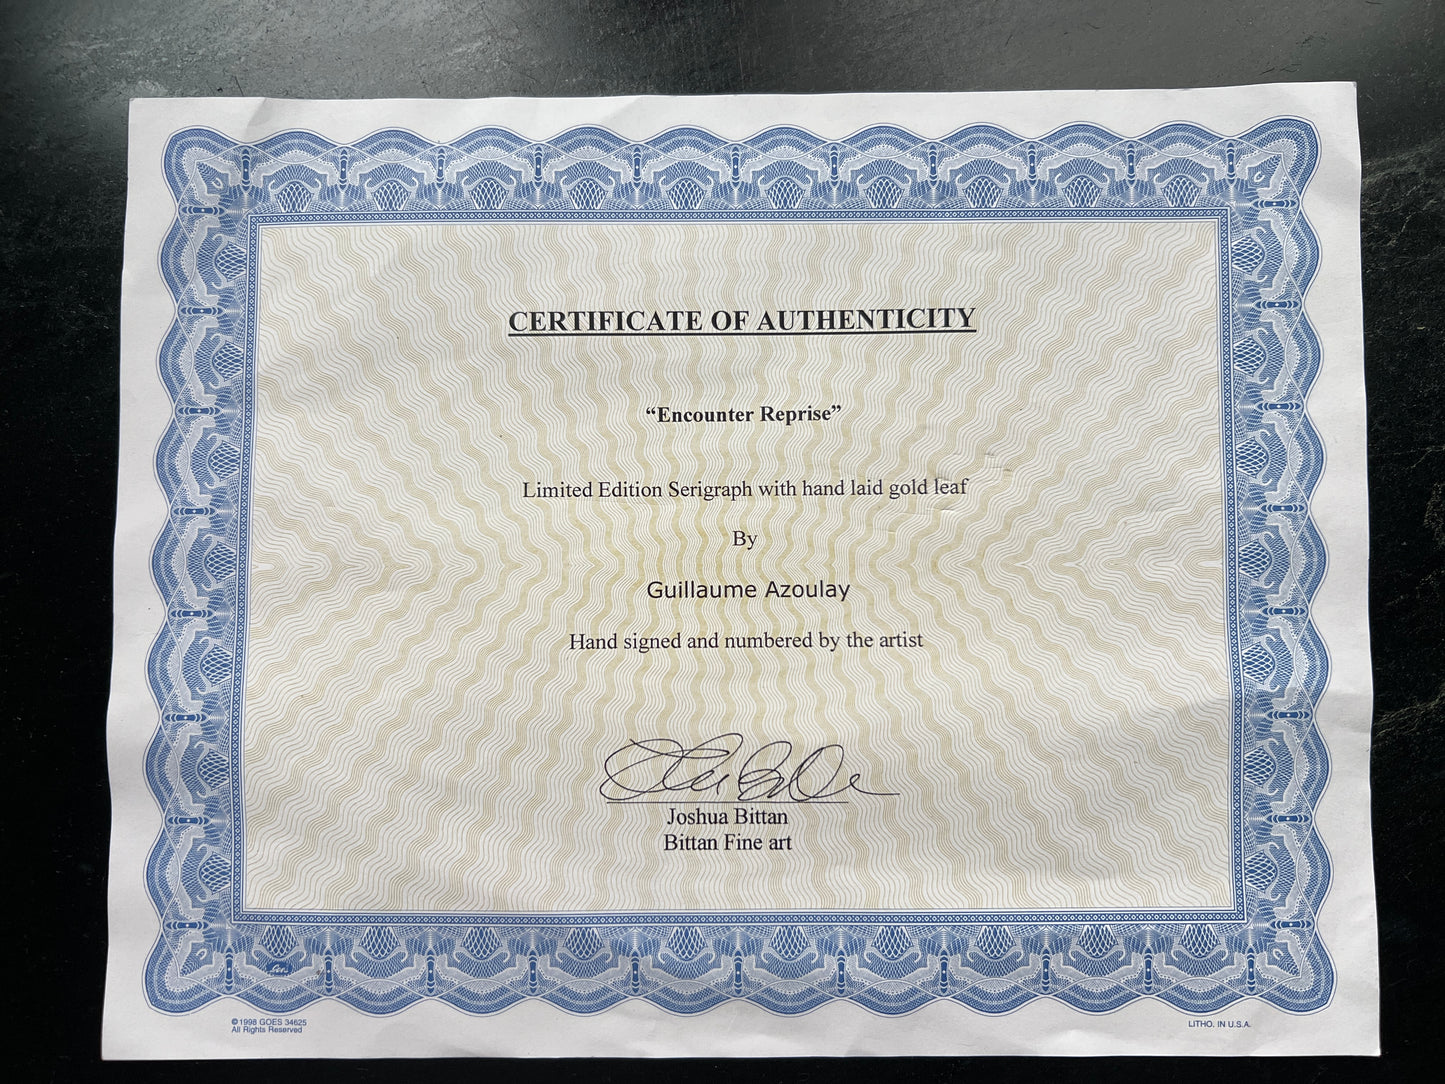 CERTIFICATE OF AUTHENTICITY
“Encounter Reprise”
Limited Edition Serigraph with hand laid gold leaf
By
Guillaume Azoulay
Hand signed and numbered by the artist
Joshua Bittan
Bittan Fine art
© 1998 GOES 34625
All Rights Reserved
LITHO. IN U.S.A.